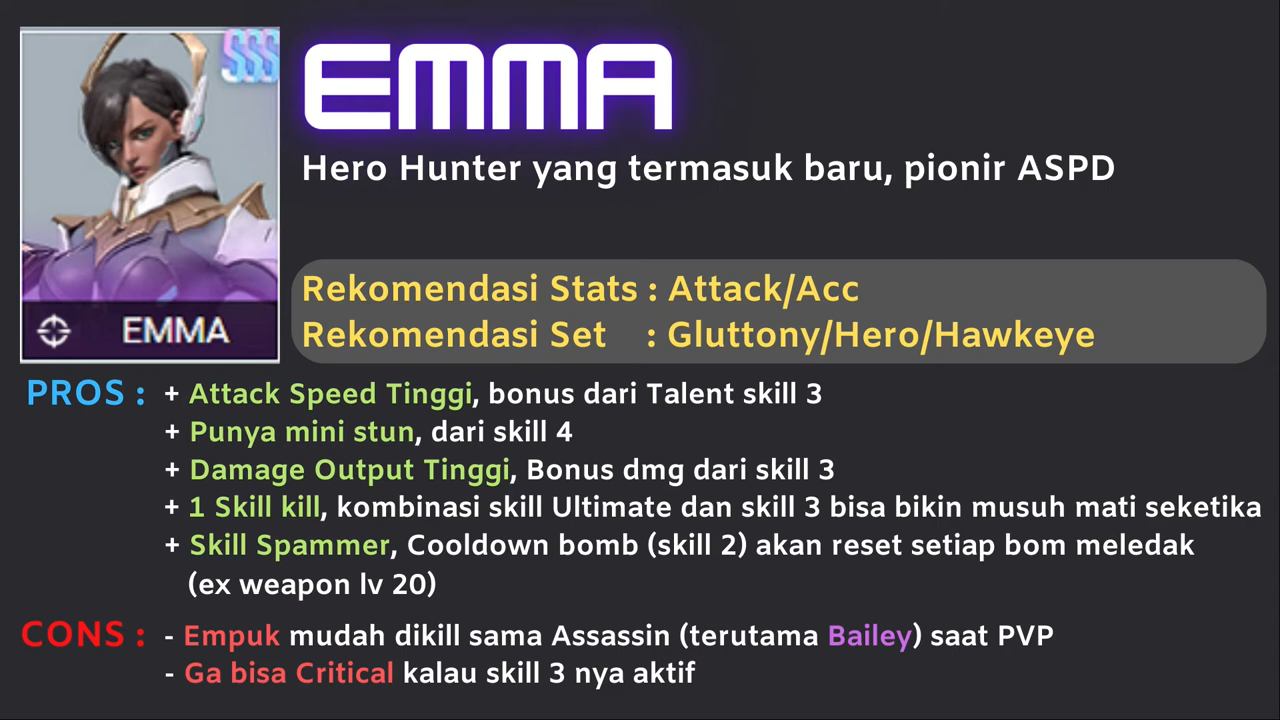 SSS
EMMA
EMMA
Hero Hunter yang termasuk baru, pionir ASPD
Rekomendasi Stats : Attack/Acc
Rekomendasi Set : Gluttony/Hero/Hawkeye
PROS : + Attack Speed Tinggi, bonus dari Talent skill 3
+ Punya mini stun, dari skill 4
+ Damage Output Tinggi, Bonus dmg dari skill 3
+ 1 Skill kill, kombinasi skill Ultimate dan skill 3 bisa bikin musuh mati seketika
+ Skill Spammer, Cooldown bomb (skill 2) akan reset setiap bom meledak
(ex weapon lv 20)
CONS : - Empuk mudah dikill sama Assassin (terutama Bailey) saat PVP
- Ga bisa Critical kalau skill 3 nya aktif